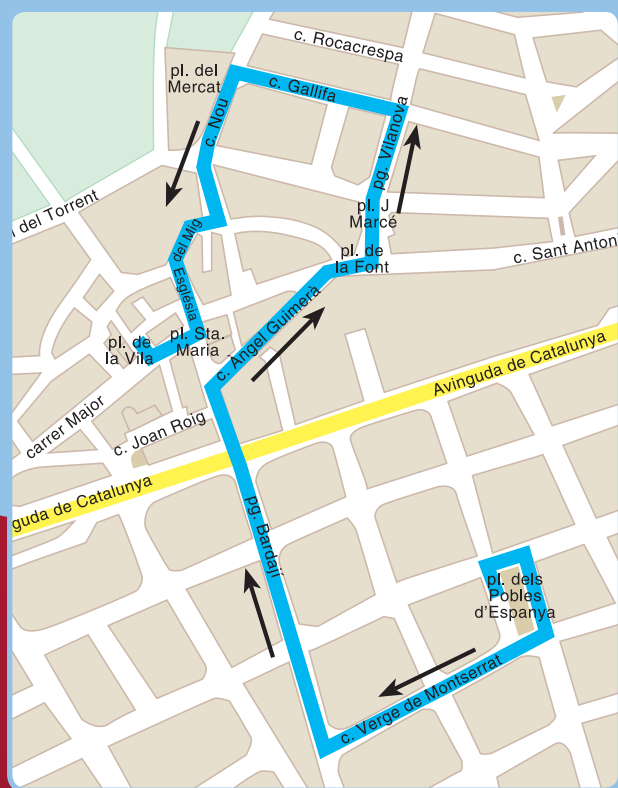 c. Rocacrespa
pl. del
Mercat
c. Gallifa
c. Nou
pg. Vilanova
pl. J
Marcé
l del Torrent
del Mig
pl. de
la Font
c. Sant Antoni
Església
c. Àngel Guimerà
pl. de
la Vila
pl. Sta.
Maria
Avinguda de Catalunya
carrer Major
c. Joan Roig
guda de Catalunya
pg. Bardají
pl. dels
Pobles
d'Espanya
c. Verge de Montserrat